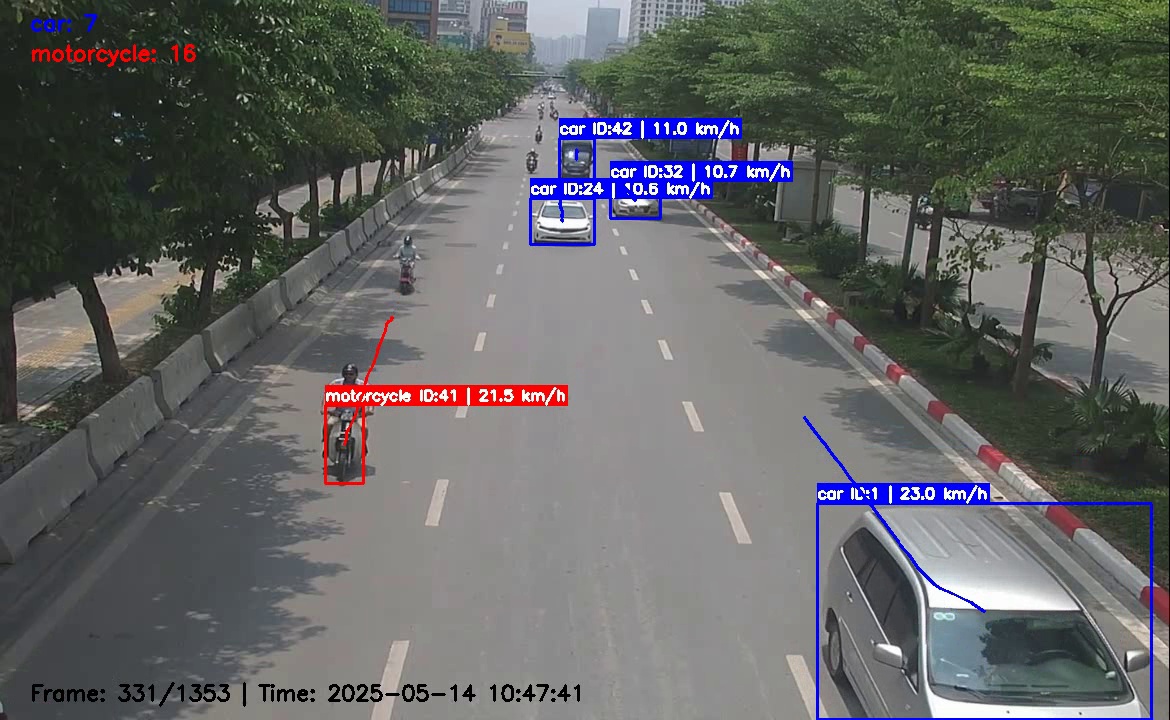 car: 7
motorcycle: 16
car ID:42 | 11.0 km/h
car ID:32 | 10.7 km/h
car ID:24 | 10.6 km/h
motorcycle ID:41 | 21.5 km/h
car ID:1 | 23.0 km/h
Frame: 331/1353 | Time: 2025-05-14 10:47:41